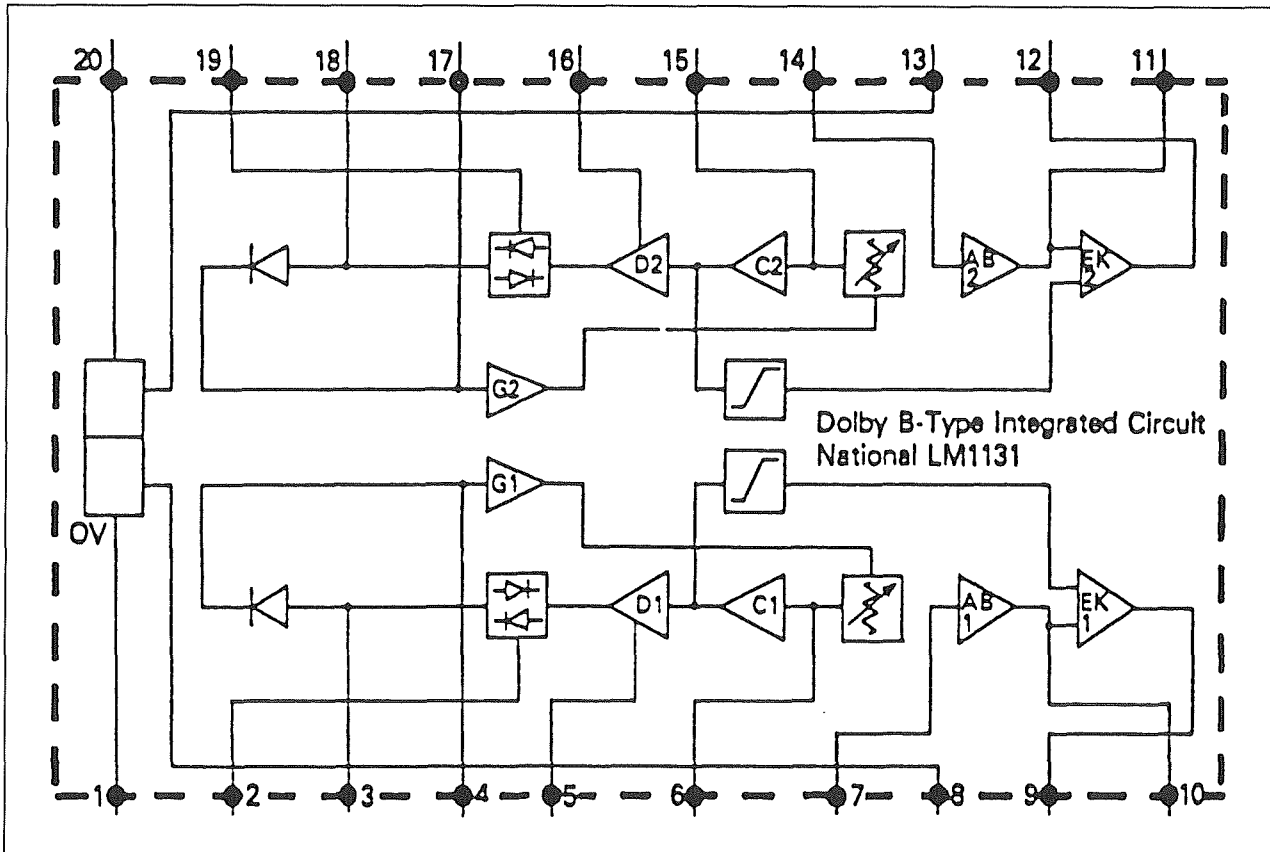 20 19 18 17 16 15 14 13 12 11
D2 C2 AB 2 EK 2
G2
Dolby B-Type Integrated Circuit
National LM1131
G1
OV
D1 C1 AB 1 EK 1
1 2 3 4 5 6 7 8 9 10